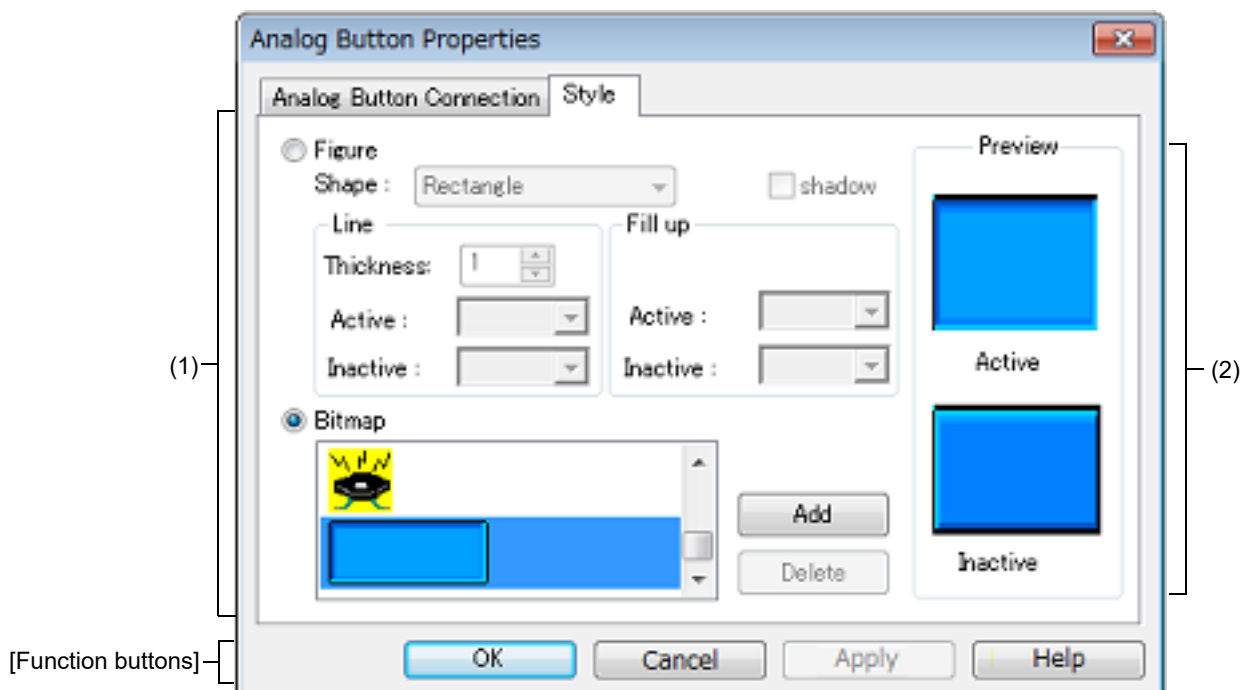 Analog Button Properties
Analog Button Connection Style
Figure
Shape : Rectangle shadow
Line Fill up
Thickness: 1
Active : Active :
Inactive : Inactive :
Bitmap
Add
Delete
Preview
Active
Inactive
(1)
(2)
[Function buttons] OK Cancel Apply Help